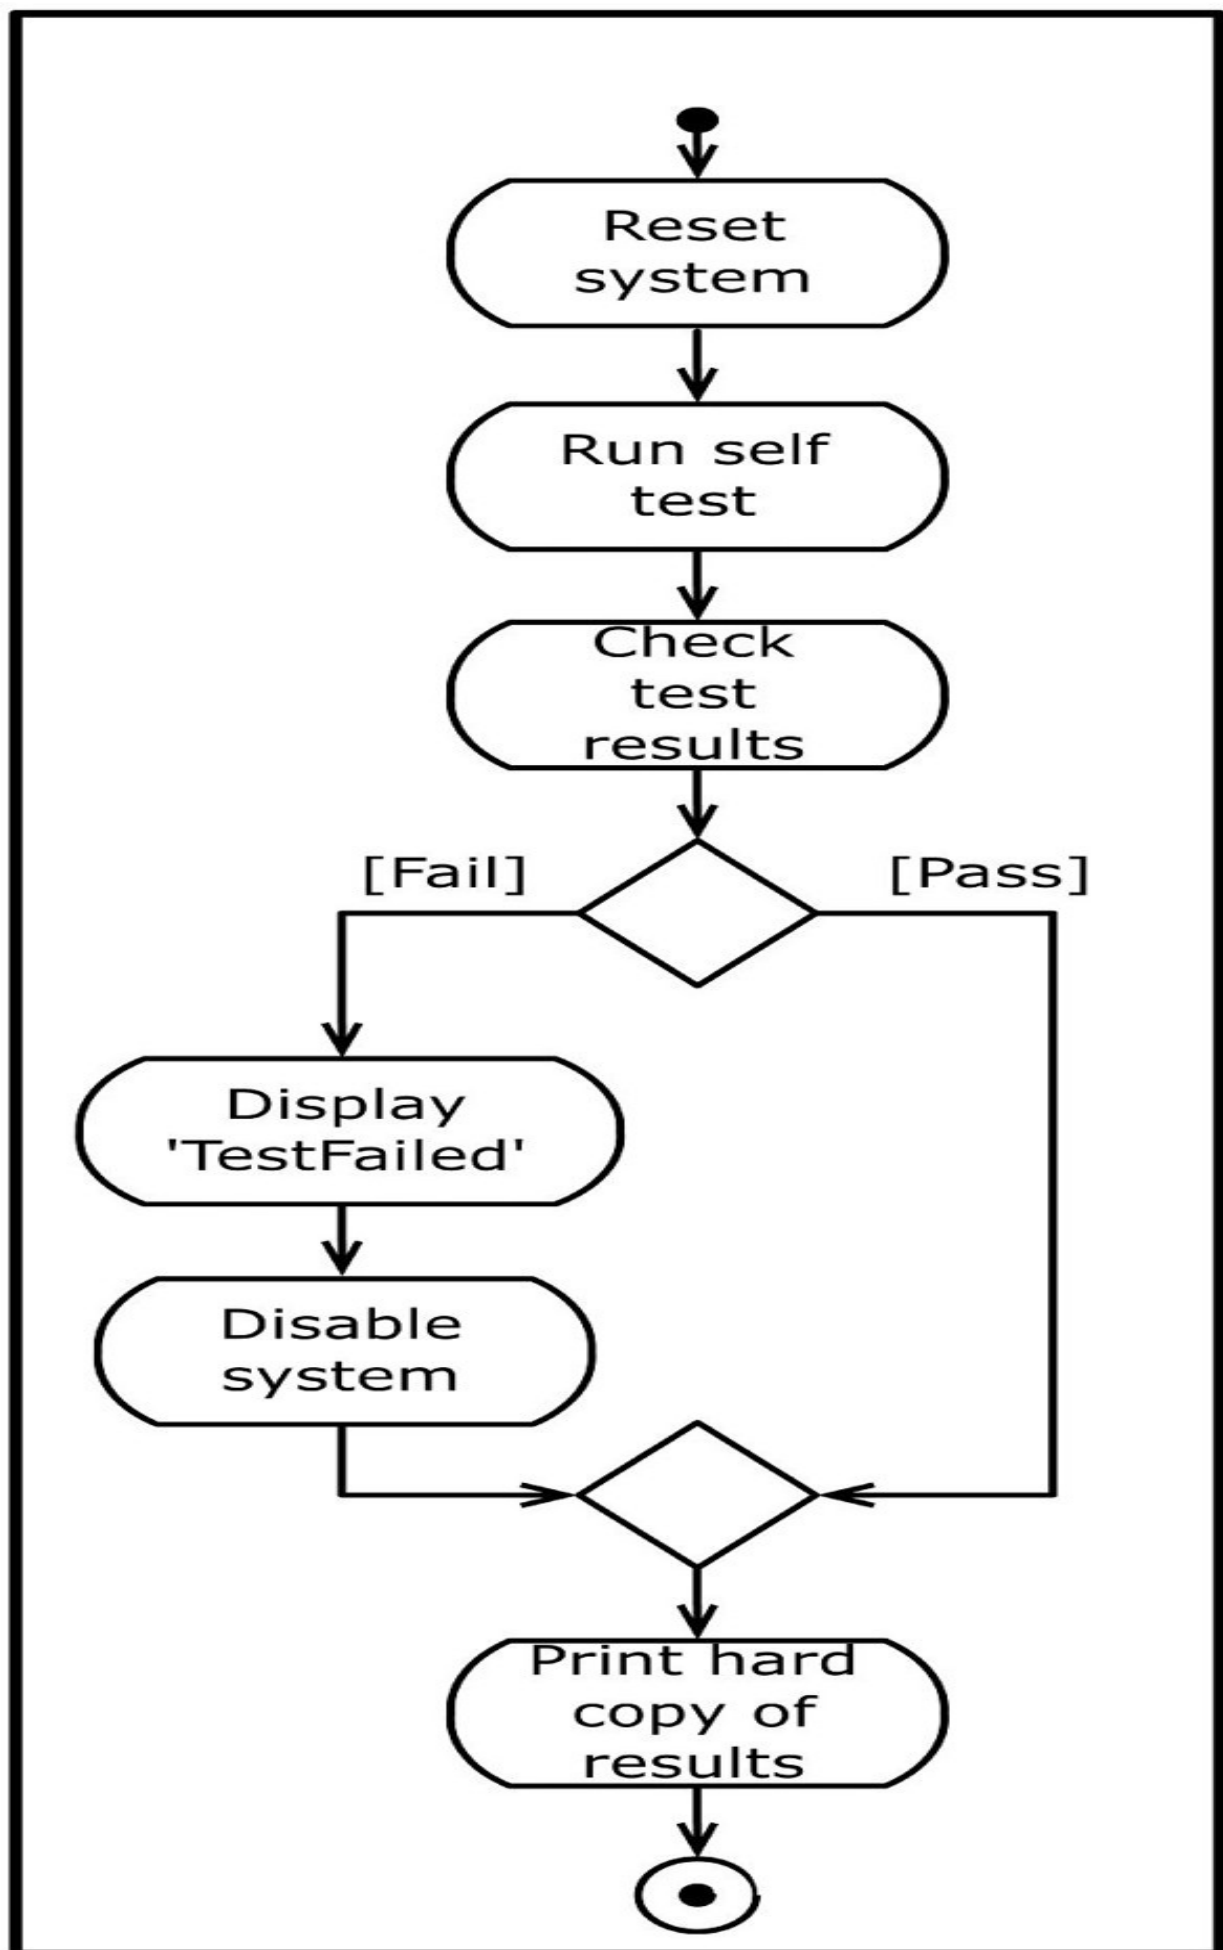 Reset
system
Run self
test
Check
test
results
[Fail]
[Pass]
Display
'TestFailed'
Disable
system
Print hard
copy of
results